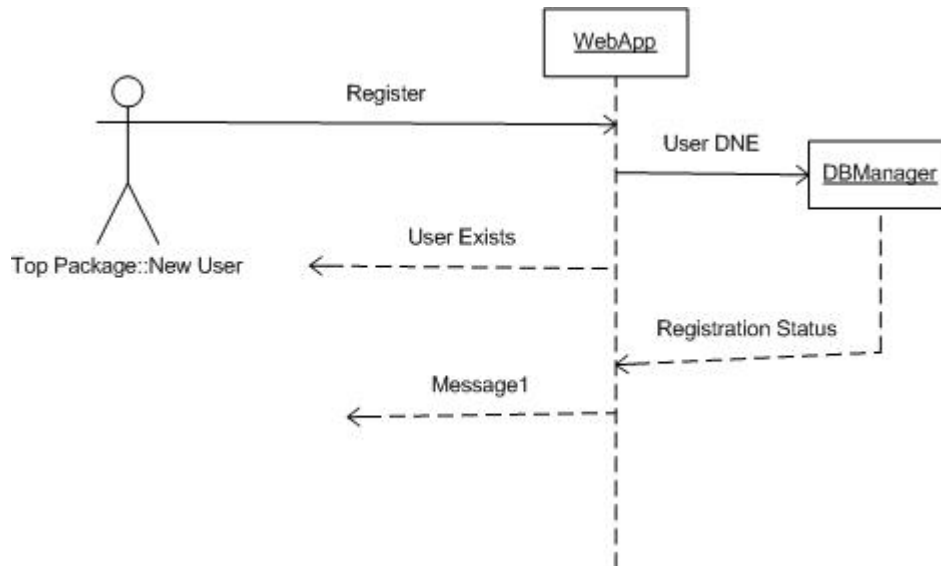 WebApp
Register
User DNE
DBManager
User Exists
Top Package::New User
Registration Status
Message1